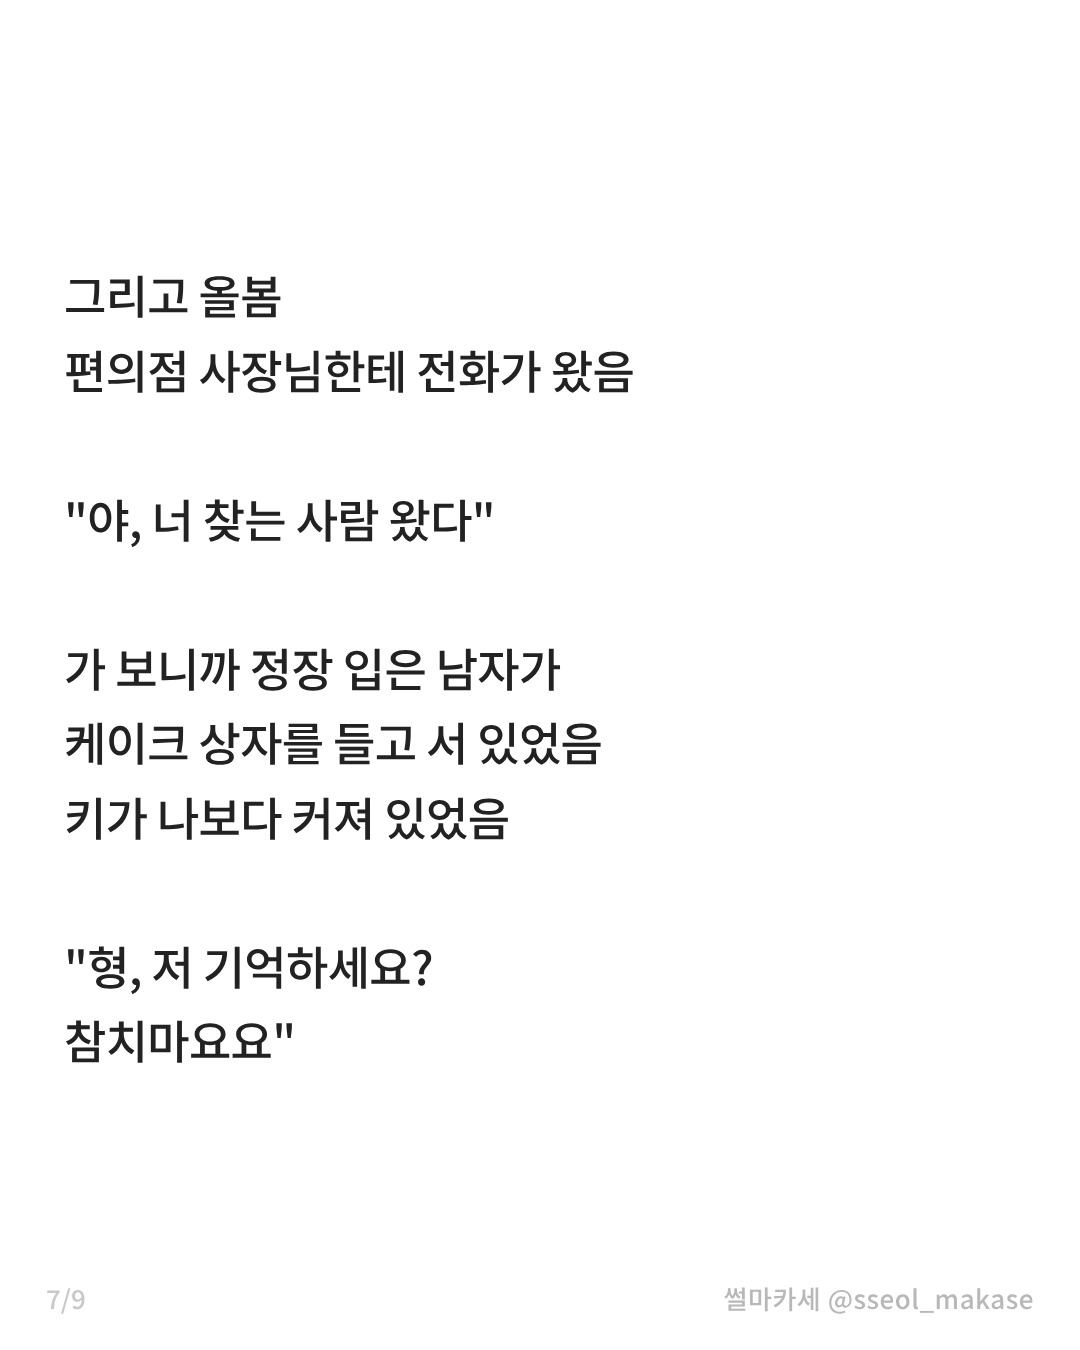 그리고 올봄
편의점 사장님한테 전화가 왔음
"야, 너 찾는 사람 왔다"
가 보니까 정장 입은 남자가
케이크 상자를 들고 서 있었음
키가 나보다 커져 있었음
"형, 저 기억하세요?
참치마요요"
7/9
썰마카세 @sseol_makase